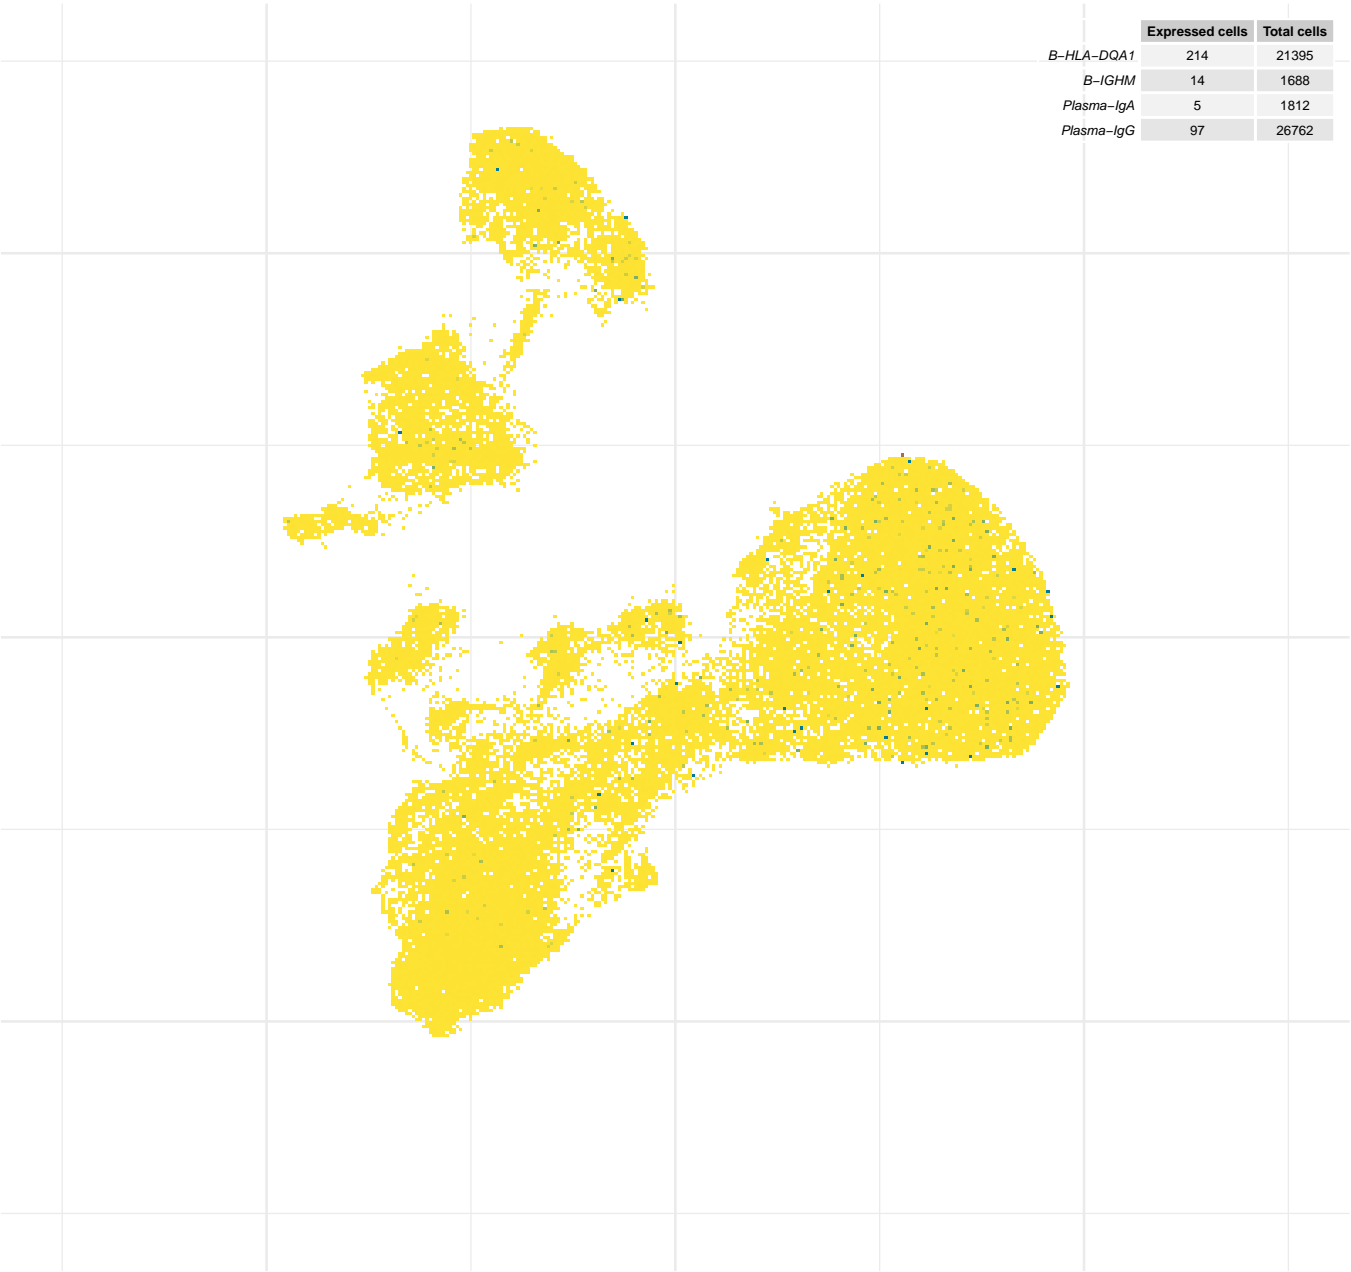 Expressed cells Total cells
B−HLA−DQA1 214 21395
B−IGHM 14 1688
Plasma−IgA 5 1812
Plasma−IgG 97 26762